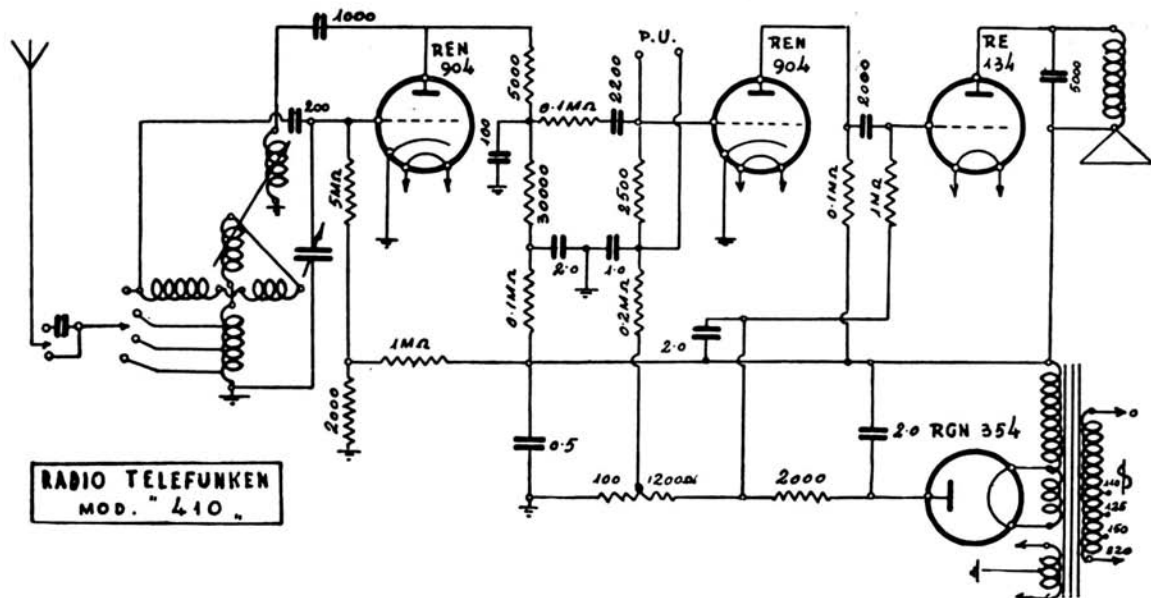 1000
REN
904
5000
P.U.
REN
904
RE
134
5000
200
0.1MΩ
2200
2000
100
5MΩ
30000
2500
0.1MΩ
1MΩ
2.0
1.0
0.1MΩ
0.2MΩ
2.0
1MΩ
2000
0.5
2.0
RGN 354
0
100
1200Ω
2000
110
125
150
220
RADIO TELEFUNKEN
MOD. "410„